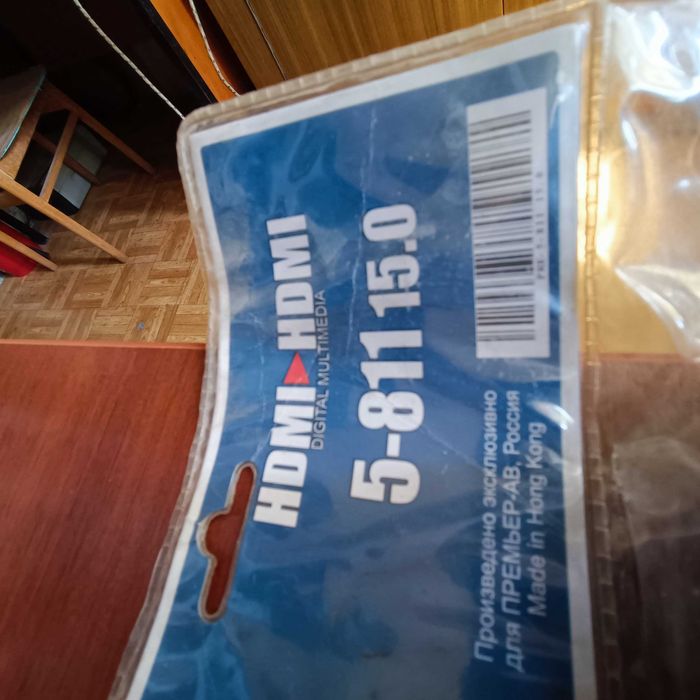 HDMI▶HDMI
DIGITAL MULTIMEDIA
5-811 15.0
Произведено эксклюзивно
для ПРЕМЬЕР-АВ, Россия
Made in Hong Kong